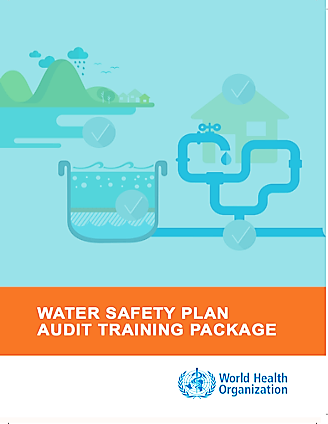 WATER SAFETY PLAN
AUDIT TRAINING PACKAGE
World Health
Organization